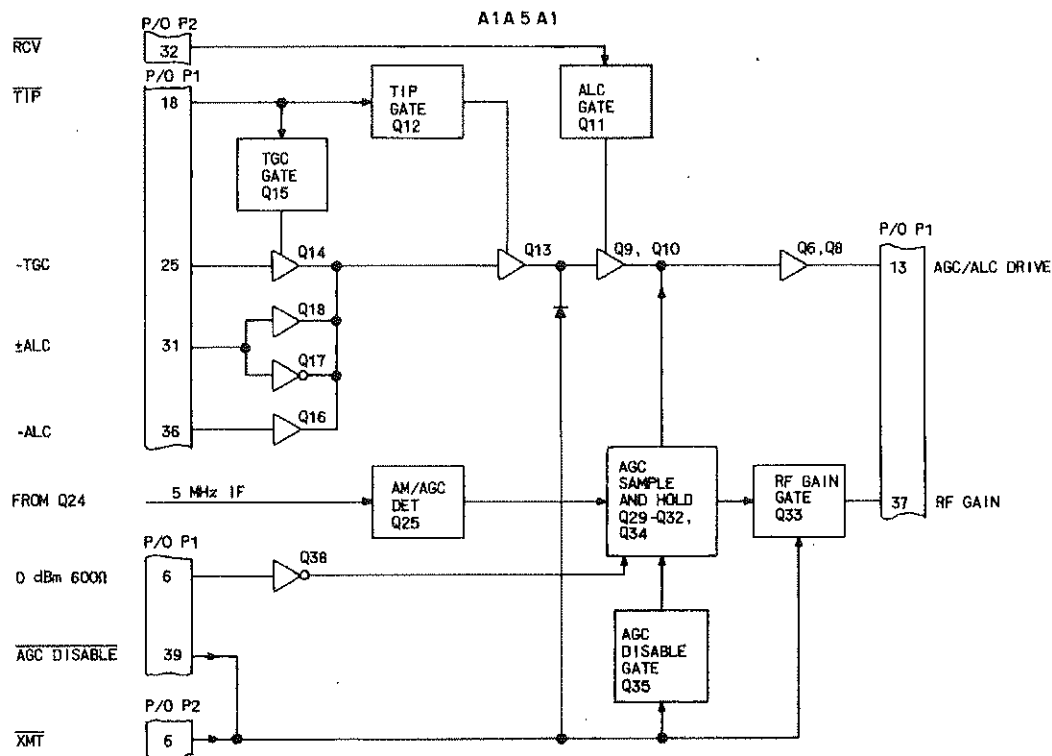 A1A5A1
P/O P2
RCV
32
P/O P1
TIP
18
TIP
GATE
Q12
ALC
GATE
Q11
TGC
GATE
Q15
-TGC
25
Q14
Q13
Q9, Q10
Q6,Q8
P/O P1
13
AGC/ALC DRIVE
Q18
±ALC
31
Q17
-ALC
36
Q16
FROM Q24
5 MHz IF
AM/AGC
DET
Q25
AGC
SAMPLE
AND HOLD
Q29-Q32,
Q34
RF GAIN
GATE
Q33
37
RF GAIN
P/O P1
0 dBm 600Ω
6
Q38
AGC DISABLE
39
AGC
DISABLE
GATE
Q35
P/O P2
XMT
6